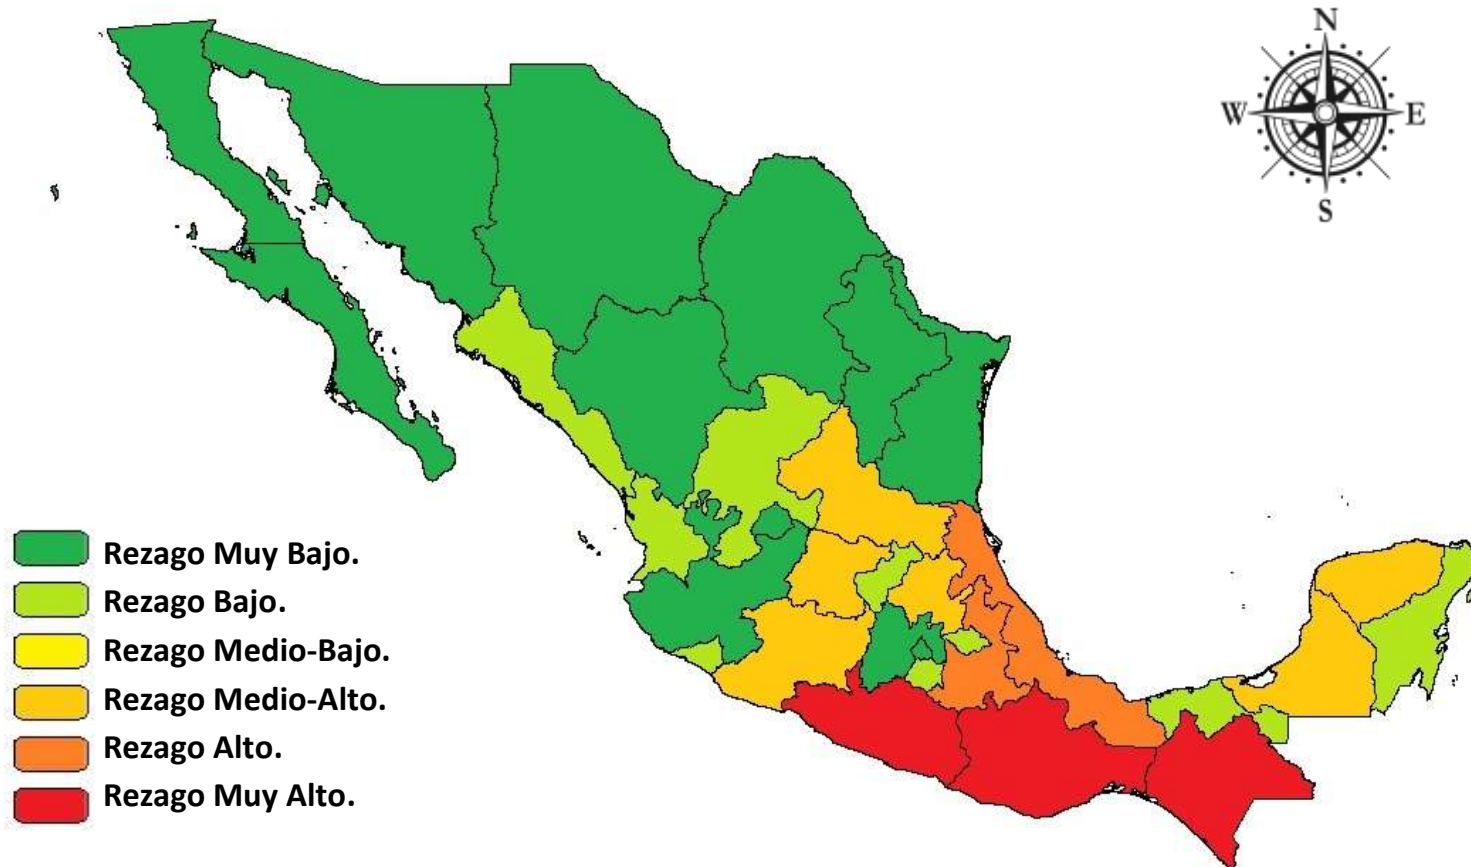 N
W E
S
Rezago Muy Bajo.
Rezago Bajo.
Rezago Medio-Bajo.
Rezago Medio-Alto.
Rezago Alto.
Rezago Muy Alto.